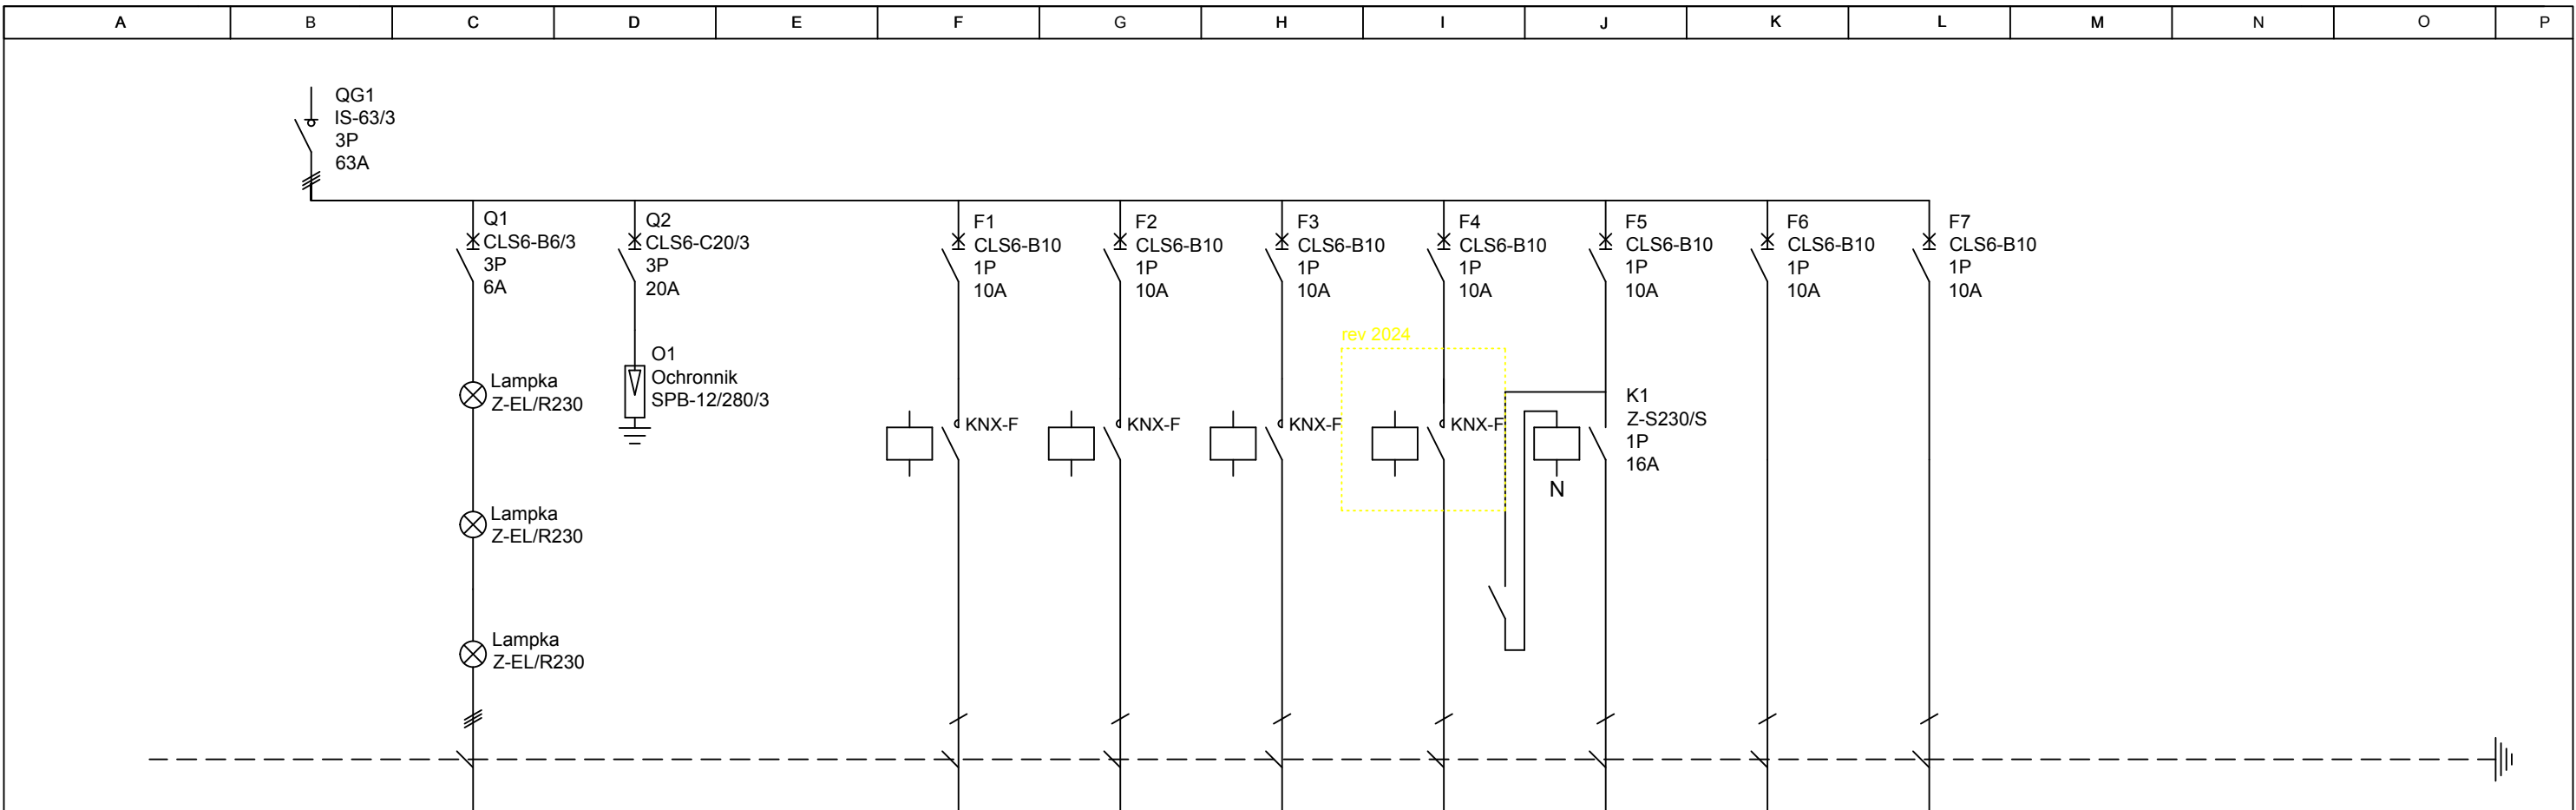 A B C D E F G H I J K L M N O P
QG1
IS-63/3
3P
63A
Q1
CLS6-B6/3
3P
6A
Q2
CLS6-C20/3
3P
20A
F1
CLS6-B10
1P
10A
F2
CLS6-B10
1P
10A
F3
CLS6-B10
1P
10A
F4
CLS6-B10
1P
10A
F5
CLS6-B10
1P
10A
F6
CLS6-B10
1P
10A
F7
CLS6-B10
1P
10A
rev 2024
O1
Ochronnik
SPB-12/280/3
Lampka
Z-EL/R230
KNX-F
KNX-F
KNX-F
KNX-F
K1
Z-S230/S
1P
16A
N
Lampka
Z-EL/R230
Lampka
Z-EL/R230